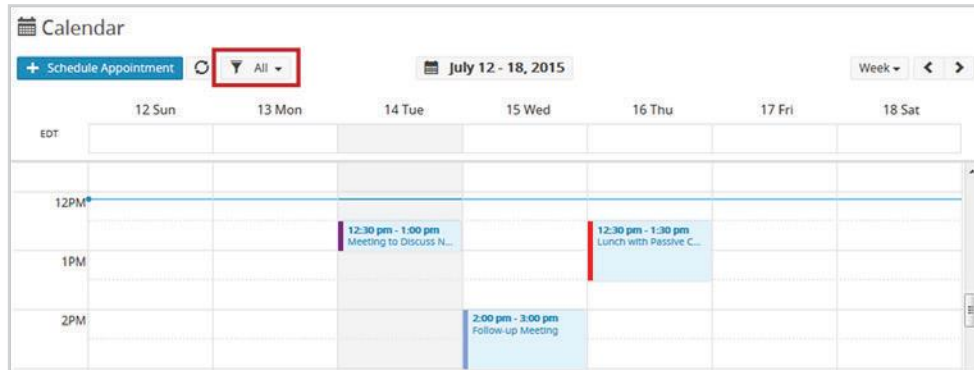 Calendar
+ Schedule Appointment All July 12 - 18, 2015 Week < >
12 Sun 13 Mon 14 Tue 15 Wed 16 Thu 17 Fri 18 Sat
EDT
12PM
12:30 pm - 1:00 pm 12:30 pm - 1:30 pm
Meeting to Discuss N... Lunch with Passive C...
1PM
2PM 2:00 pm - 3:00 pm
Follow-up Meeting